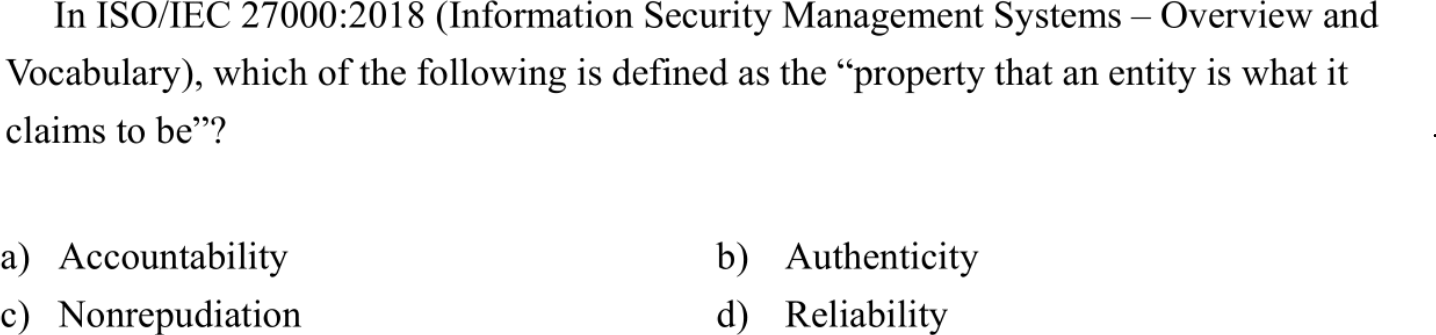 In ISO/IEC 27000:2018 (Information Security Management Systems – Overview and
Vocabulary), which of the following is defined as the “property that an entity is what it
claims to be”?
a) Accountability b) Authenticity
c) Nonrepudiation d) Reliability